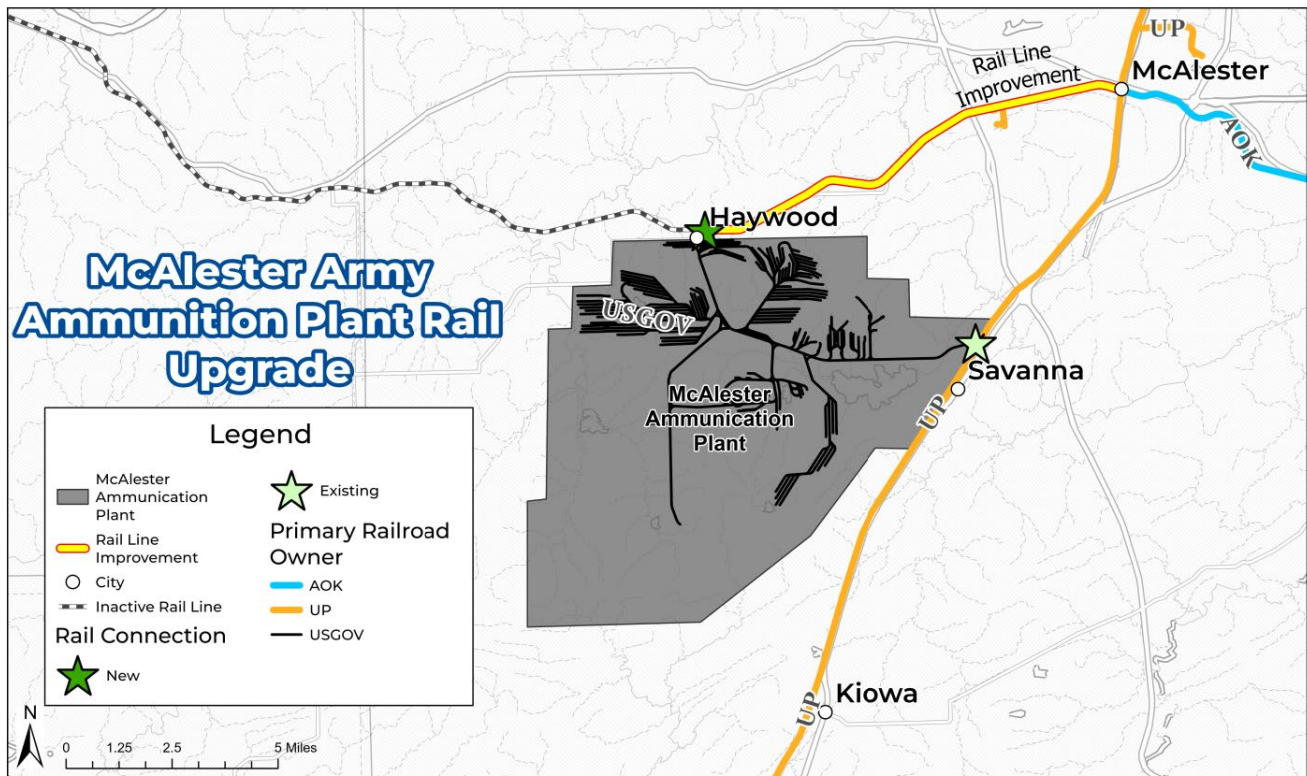 UP
Rail Line
Improvement
McAlester
AOK
Haywood
McAlester Army
Ammunition Plant Rail
Upgrade
USGOV
Savanna
McAlester
Ammunication
Plant
UP
Legend
McAlester
Ammunication
Plant
Rail Line
Improvement
City
Inactive Rail Line
Rail Connection
New
Existing
Primary Railroad
Owner
AOK
UP
USGOV
Kiowa
UP
N
0 1.25 2.5 5 Miles